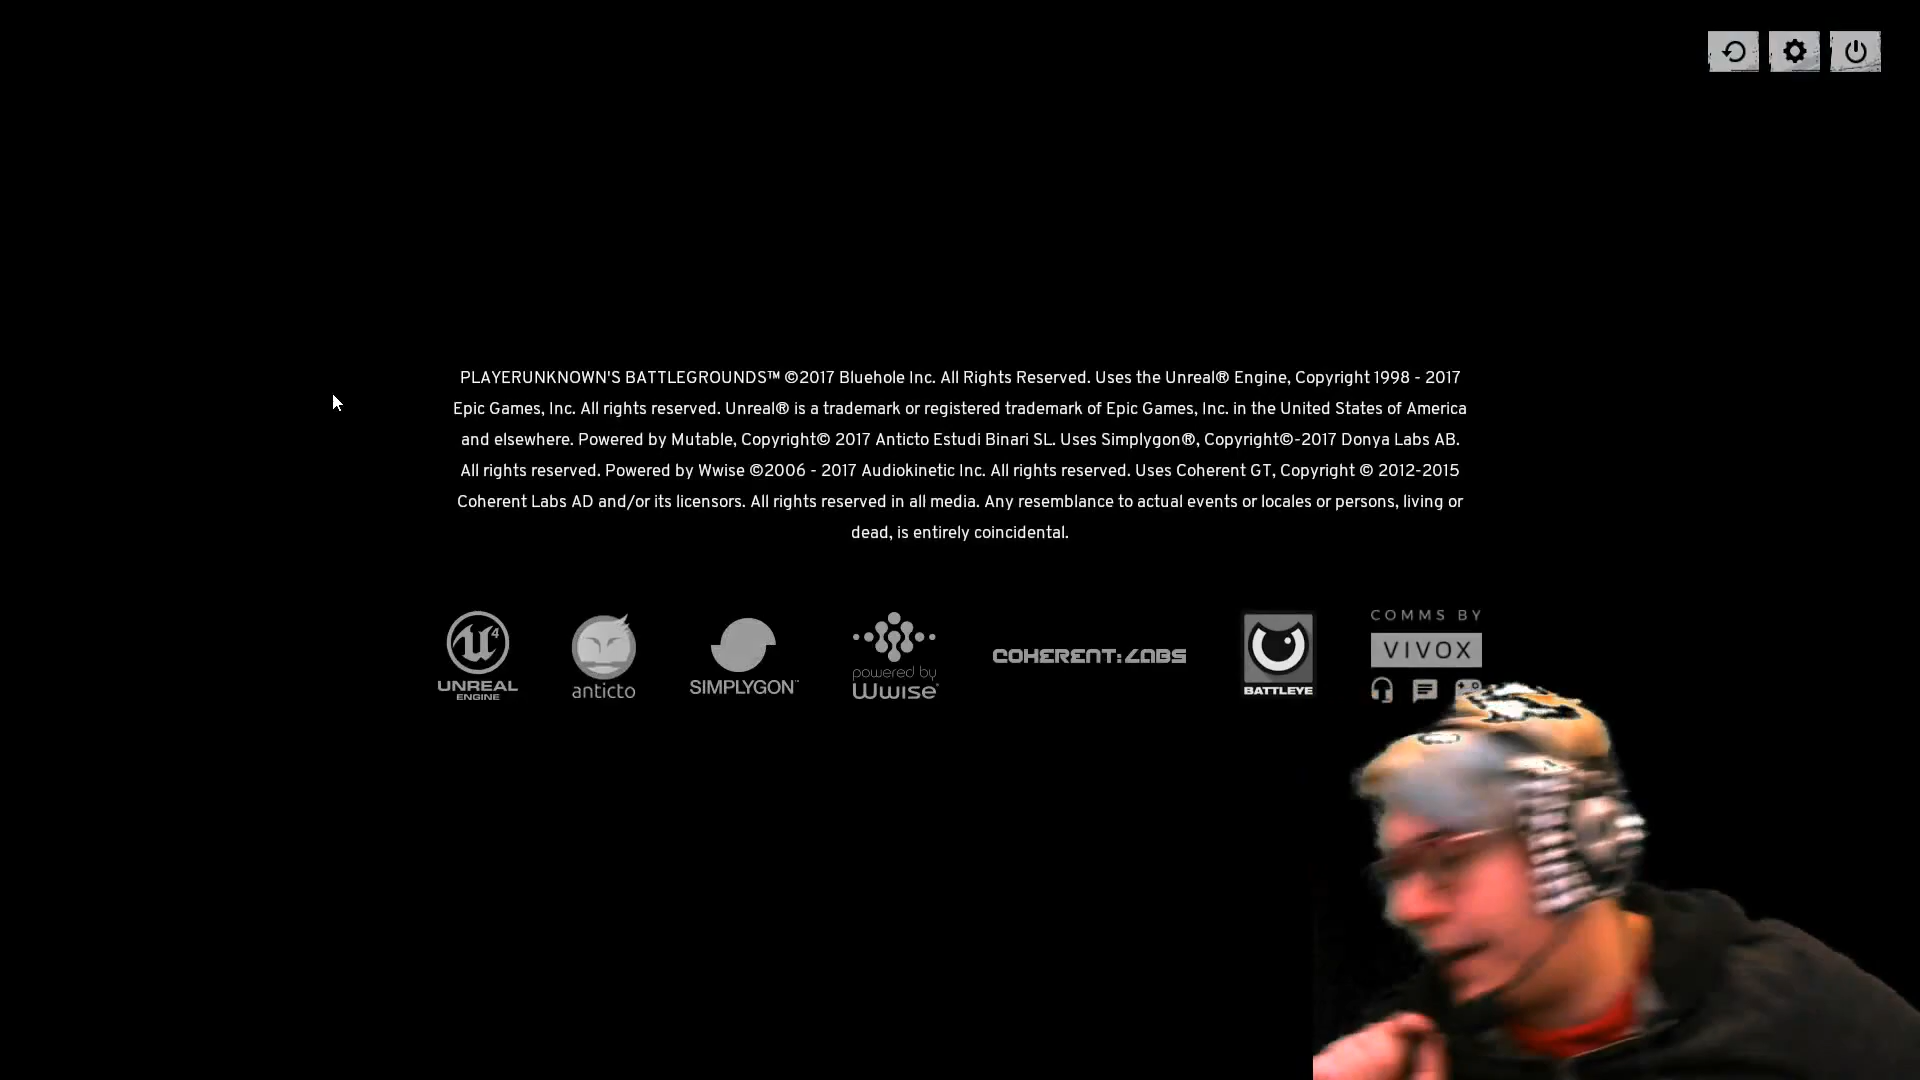 PLAYERUNKNOWN'S BATTLEGROUNDS™ ©2017 Bluehole Inc. All Rights Reserved. Uses the Unreal® Engine, Copyright 1998 - 2017
Epic Games, Inc. All rights reserved. Unreal® is a trademark or registered trademark of Epic Games, Inc. in the United States of America
and elsewhere. Powered by Mutable, Copyright© 2017 Anticto Estudi Binari SL. Uses Simplygon®, Copyright©-2017 Donya Labs AB.
All rights reserved. Powered by Wwise ©2006 - 2017 Audiokinetic Inc. All rights reserved. Uses Coherent GT, Copyright © 2012-2015
Coherent Labs AD and/or its licensors. All rights reserved in all media. Any resemblance to actual events or locales or persons, living or
dead, is entirely coincidental.
U4
UNREAL
ENGINE
anticto
SIMPLYGON™
powered by
Wwise®
COHERENT:LABS
BATTLEYE
COMMS BY
VIVOX